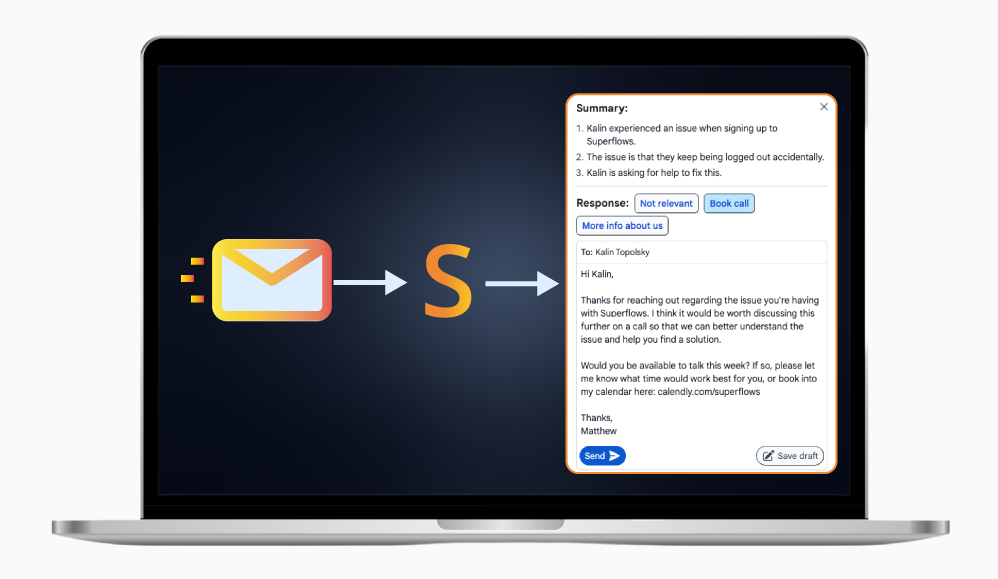 S
Summary:
1. Kalin experienced an issue when signing up to
Superflows.
2. The issue is that they keep being logged out accidentally.
3. Kalin is asking for help to fix this.
Response: Not relevant Book call
More info about us
To: Kalin Topolsky
Hi Kalin,
Thanks for reaching out regarding the issue you're having
with Superflows. I think it would be worth discussing this
further on a call so that we can better understand the
issue and help you find a solution.
Would you be available to talk this week? If so, please let
me know what time would work best for you, or book into
my calendar here: calendly.com/superflows
Thanks,
Matthew
Send Save draft